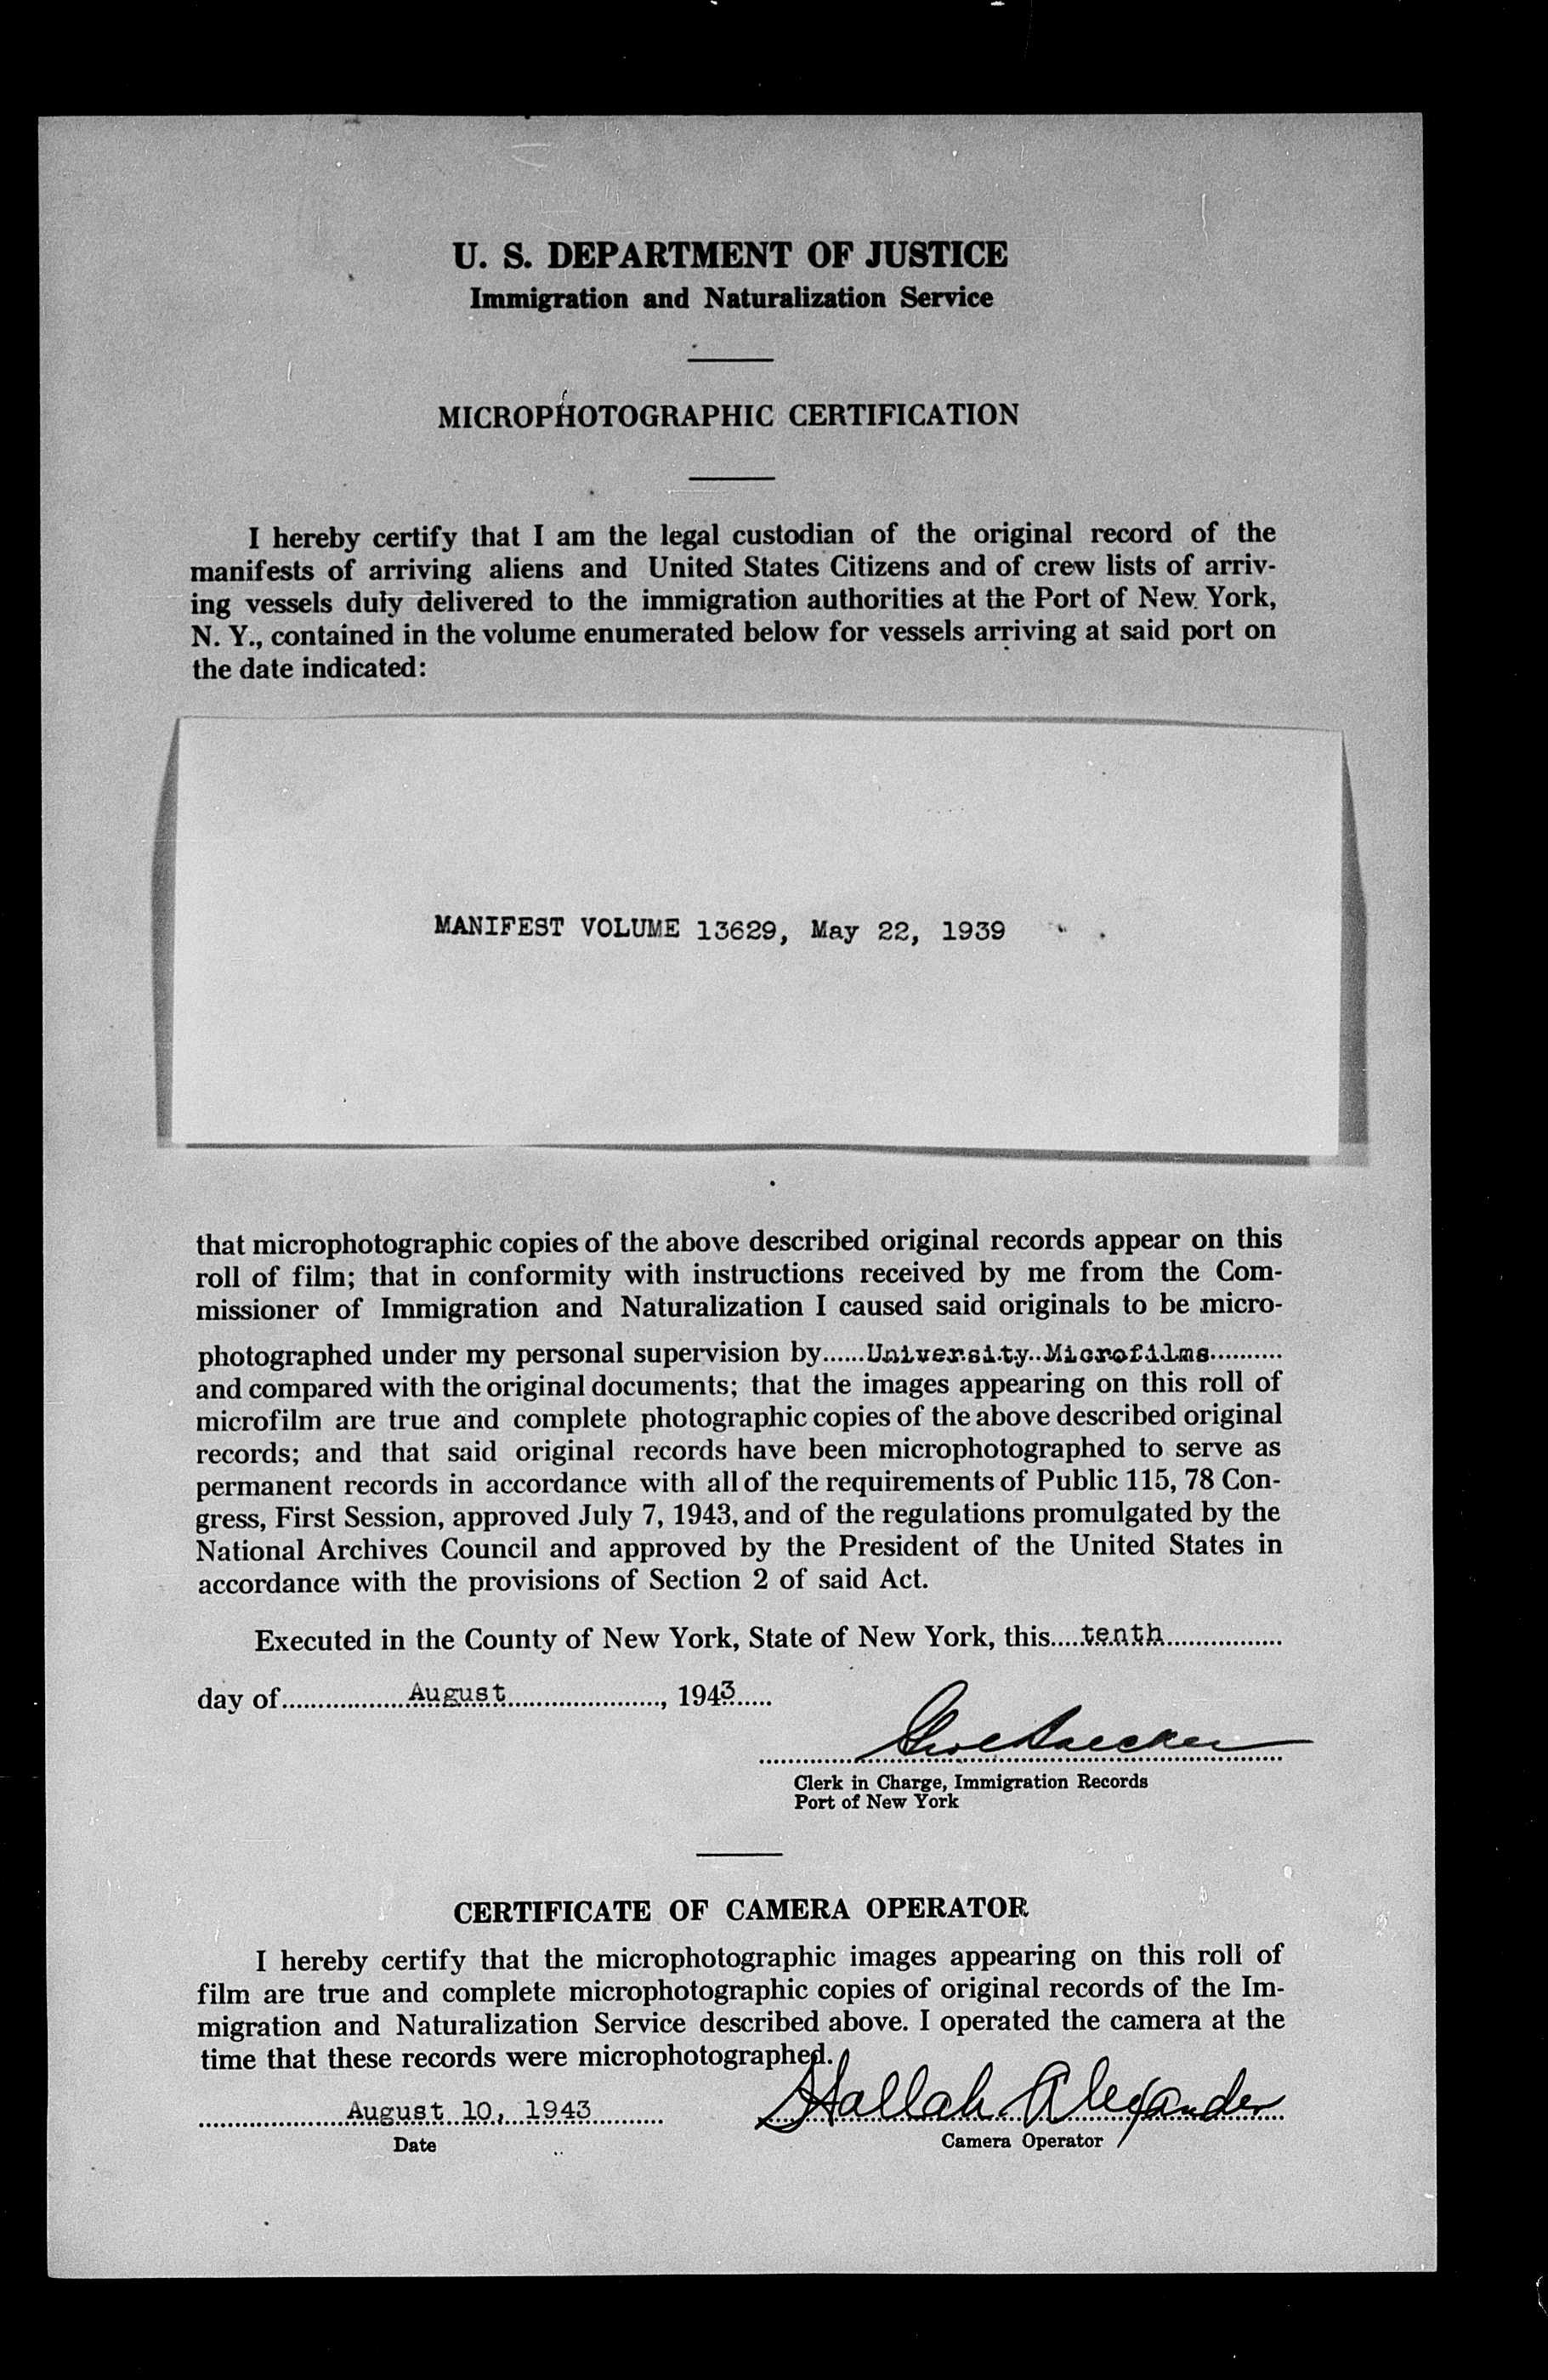 U. S. DEPARTMENT OF JUSTICE
Immigration and Naturalization Service
MICROPHOTOGRAPHIC CERTIFICATION
I hereby certify that I am the legal custodian of the original record of the
manifests of arriving aliens and United States Citizens and of crew lists of arriv-
ing vessels duly delivered to the immigration authorities at the Port of New York,
N. Y., contained in the volume enumerated below for vessels arriving at said port on
the date indicated:
MANIFEST VOLUME 13629, May 22, 1939
that microphotographic copies of the above described original records appear on this
roll of film; that in conformity with instructions received by me from the Com-
missioner of Immigration and Naturalization I caused said originals to be micro-
photographed under my personal supervision by......University Microfilms..........
and compared with the original documents; that the images appearing on this roll of
microfilm are true and complete photographic copies of the above described original
records; and that said original records have been microphotographed to serve as
permanent records in accordance with all of the requirements of Public 115, 78 Con-
gress, First Session, approved July 7, 1943, and of the regulations promulgated by the
National Archives Council and approved by the President of the United States in
accordance with the provisions of Section 2 of said Act.
Executed in the County of New York, State of New York, this.....tenth.................
day of.................August....................., 1943.....
Clerk in Charge, Immigration Records
Port of New York
CERTIFICATE OF CAMERA OPERATOR
I hereby certify that the microphotographic images appearing on this roll of
film are true and complete microphotographic copies of original records of the Im-
migration and Naturalization Service described above. I operated the camera at the
time that these records were microphotographed.
August 10, 1943 Hallah Alexander
Date Camera Operator